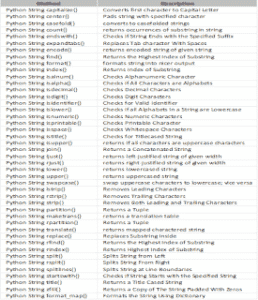 Method Description
Python String capitalize() Converts first character to Capital Letter
Python String center() Pads string with specified character
Python String casefold() converts to casefolded strings
Python String count() returns occurrences of substring in string
Python String endswith() Checks if String Ends with the Specified Suffix
Python String expandtabs() Replaces Tab character With Spaces
Python String encode() returns encoded string of given string
Python String find() Returns the Highest Index of Substring
Python String format() formats string into nicer output
Python String index() Returns Index of Substring
Python String isalnum() Checks Alphanumeric Character
Python String isalpha() Checks if All Characters are Alphabets
Python String isdecimal() Checks Decimal Characters
Python String isdigit() Checks Digit Characters
Python String isidentifier() Checks for Valid Identifier
Python String islower() Checks if all Alphabets in a String are Lowercase
Python String isnumeric() Checks Numeric Characters
Python String isprintable() Checks Printable Character
Python String isspace() Checks Whitespace Characters
Python String istitle() Checks for Titlecased String
Python String isupper() returns if all characters are uppercase characters
Python String join() Returns a Concatenated String
Python String ljust() returns left-justified string of given width
Python String rjust() returns right-justified string of given width
Python String lower() returns lowercased string
Python String upper() returns uppercased string
Python String swapcase() swap uppercase characters to lowercase; vice versa
Python String lstrip() Removes Leading Characters
Python String rstrip() Removes Trailing Characters
Python String strip() Removes Both Leading and Trailing Characters
Python String partition() Returns a Tuple
Python String maketrans() returns a translation table
Python String rpartition() Returns a Tuple
Python String translate() returns mapped charactered string
Python String replace() Replaces Substring Inside
Python String rfind() Returns the Highest Index of Substring
Python String rindex() Returns Highest Index of Substring
Python String split() Splits String from Left
Python String rsplit() Splits String From Right
Python String splitlines() Splits String at Line Boundaries
Python String startswith() Checks if String Starts with the Specified String
Python String title() Returns a Title Cased String
Python String zfill() Returns a Copy of The String Padded With Zeros
Python String format_map() Formats the String Using Dictionary